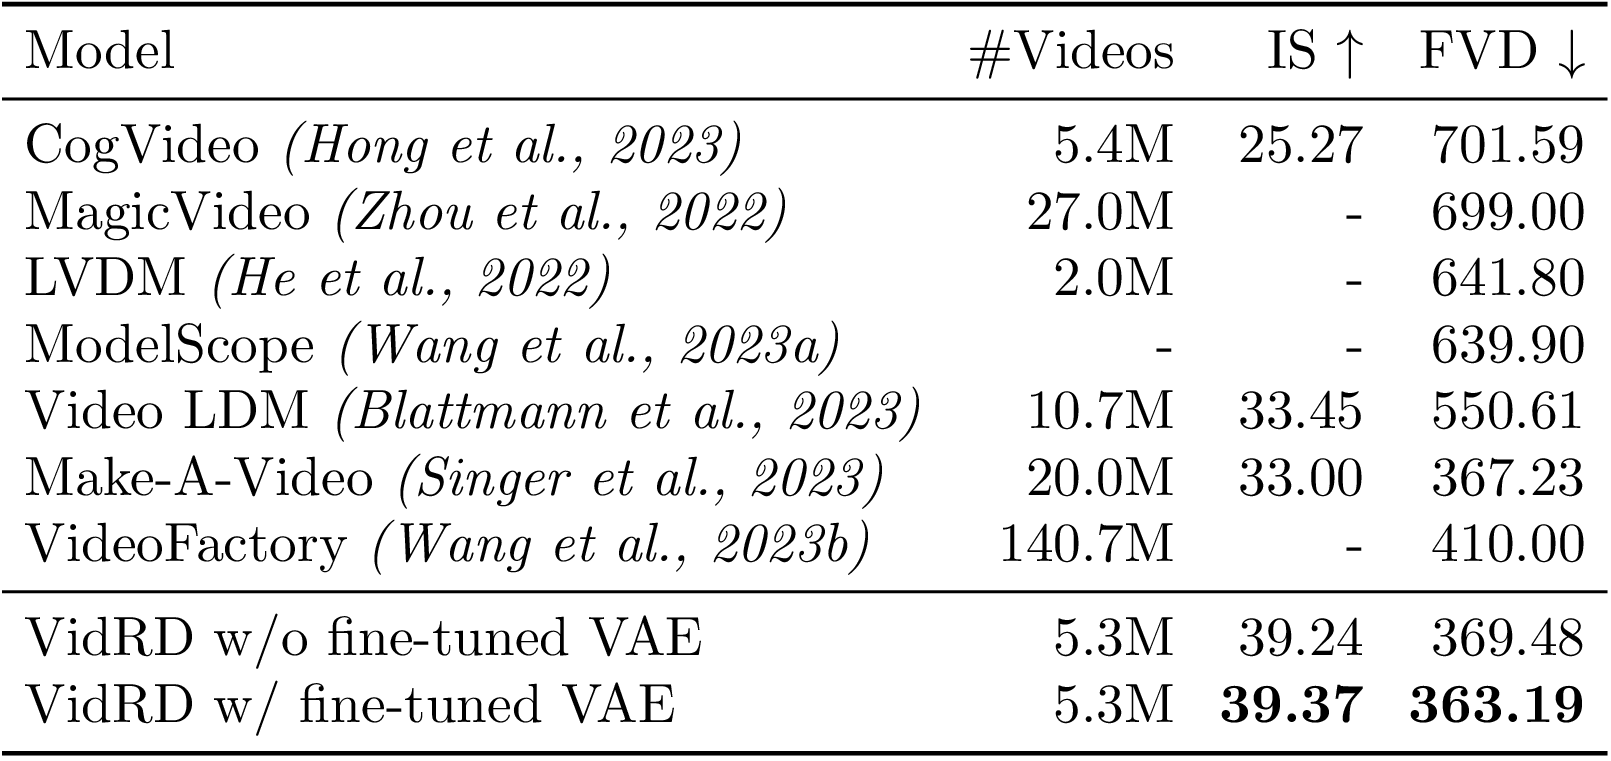 Model #Videos IS ↑ FVD ↓
CogVideo (Hong et al., 2023) 5.4M 25.27 701.59
MagicVideo (Zhou et al., 2022) 27.0M - 699.00
LVDM (He et al., 2022) 2.0M - 641.80
ModelScope (Wang et al., 2023a) - - 639.90
Video LDM (Blattmann et al., 2023) 10.7M 33.45 550.61
Make-A-Video (Singer et al., 2023) 20.0M 33.00 367.23
VideoFactory (Wang et al., 2023b) 140.7M - 410.00
VidRD w/o fine-tuned VAE 5.3M 39.24 369.48
VidRD w/ fine-tuned VAE 5.3M 39.37 363.19